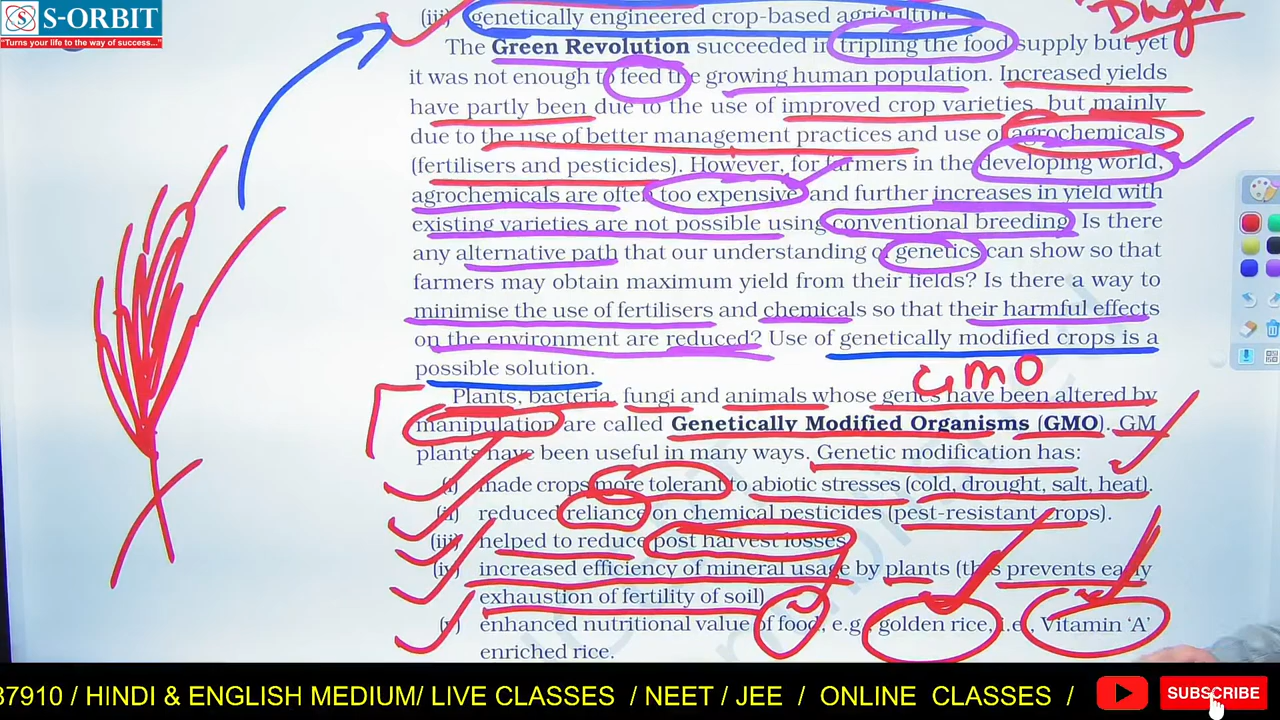 S-ORBIT
"Turns your life to the way of success..."
(iii) genetically engineered crop-based
The Green Revolution succeeded in tripling the food supply but yet
it was not enough to feed the growing human population. Increased yields
have partly been due to the use of improved crop varieties, but mainly
due to the use of better management practices and use of agrochemicals
(fertilisers and pesticides). However, for farmers in the developing world,
agrochemicals are often too expensive, and further increases in yield with
existing varieties are not possible using conventional breeding. Is there
any alternative path that our understanding of genetics can show so that
farmers may obtain maximum yield from their fields? Is there a way to
minimise the use of fertilisers and chemicals so that their harmful effects
on the environment are reduced? Use of genetically modified crops is a
possible solution.
GMO
Plants, bacteria, fungi and animals whose genes have been altered by
manipulation are called Genetically Modified Organisms (GMO). GM
plants have been useful in many ways. Genetic modification has:
(i) made crops more tolerant to abiotic stresses (cold, drought, salt, heat).
(ii) reduced reliance on chemical pesticides (pest-resistant crops).
(iii) helped to reduce post harvest losses.
(iv) increased efficiency of mineral usage by plants (this prevents early
exhaustion of fertility of soil).
(v) enhanced nutritional value of food, e.g., golden rice, i.e., Vitamin 'A'
enriched rice.
37910 / HINDI & ENGLISH MEDIUM/ LIVE CLASSES / NEET / JEE / ONLINE CLASSES /
SUBSCRIBE